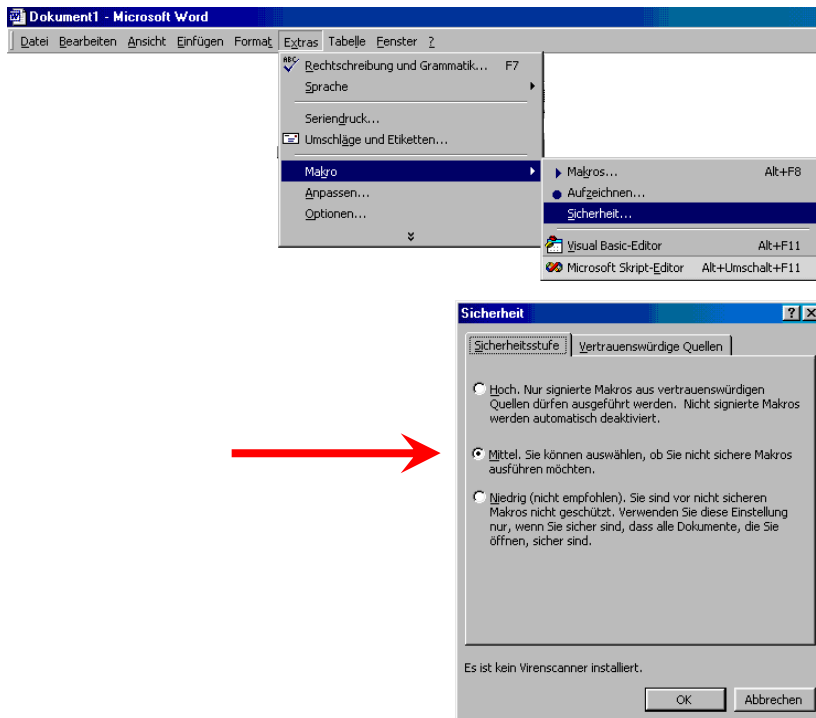 Dokument1 - Microsoft Word
Datei Bearbeiten Ansicht Einfügen Format Extras Tabelle Fenster ?
ABC Rechtschreibung und Grammatik... F7
Sprache
Seriendruck...
Umschläge und Etiketten...
Makro
Anpassen...
Optionen...
Makros... Alt+F8
Aufzeichnen...
Sicherheit...
Visual Basic-Editor Alt+F11
Microsoft Skript-Editor Alt+Umschalt+F11
Sicherheit
Sicherheitsstufe Vertrauenswürdige Quellen
Hoch. Nur signierte Makros aus vertrauenswürdigen
Quellen dürfen ausgeführt werden. Nicht signierte Makros
werden automatisch deaktiviert.
Mittel. Sie können auswählen, ob Sie nicht sichere Makros
ausführen möchten.
Niedrig (nicht empfohlen). Sie sind vor nicht sicheren
Makros nicht geschützt. Verwenden Sie diese Einstellung
nur, wenn Sie sicher sind, dass alle Dokumente, die Sie
öffnen, sicher sind.
Es ist kein Virenscanner installiert.
OK Abbrechen